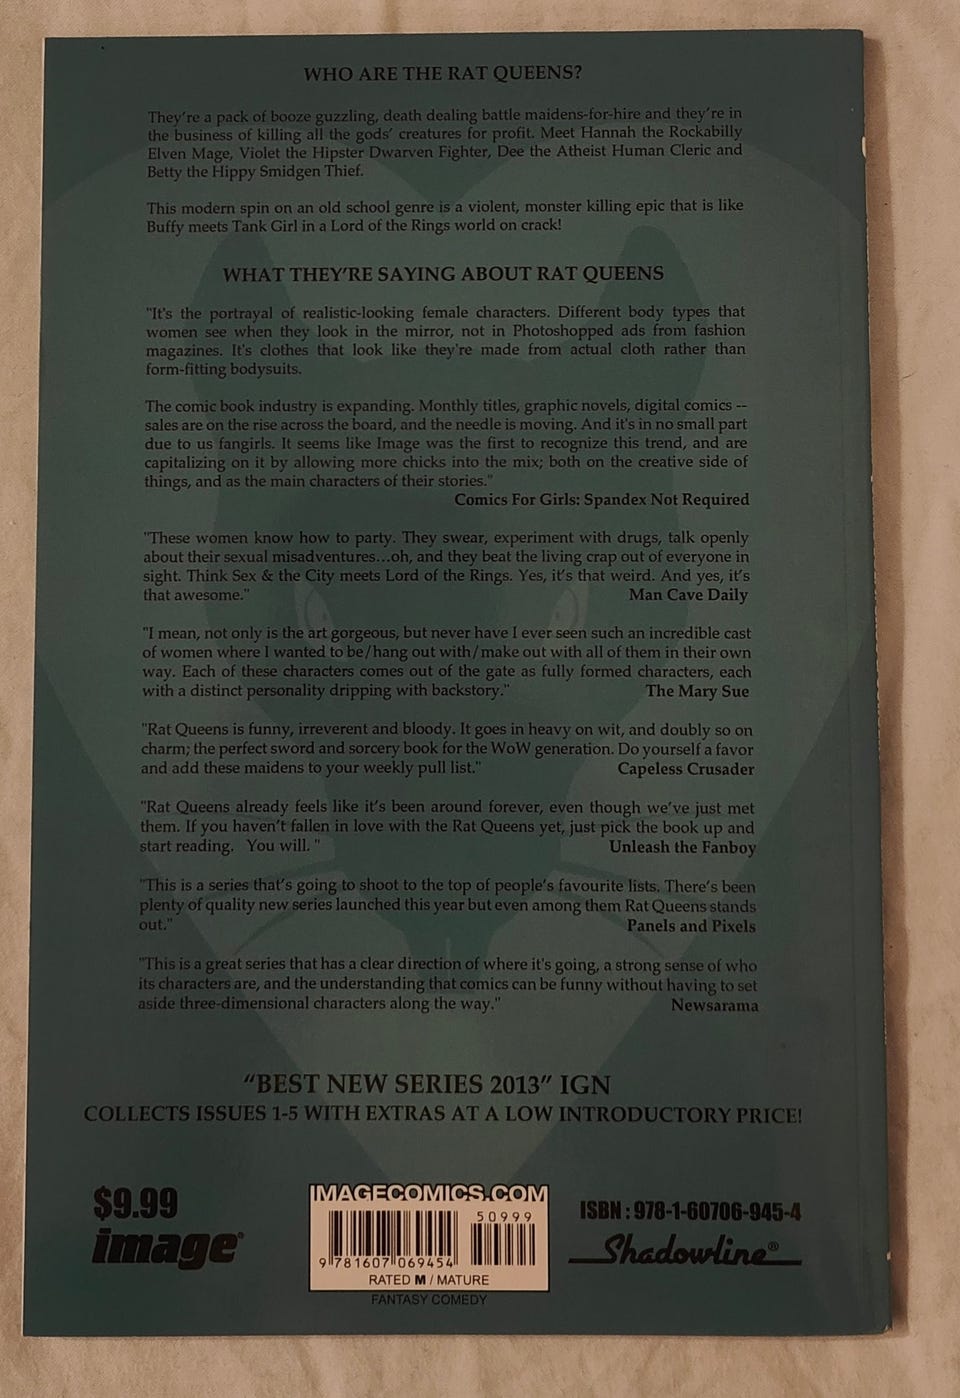 WHO ARE THE RAT QUEENS?
They're a pack of booze guzzling, death dealing battle maidens-for-hire and they're in
the business of killing all the gods' creatures for profit. Meet Hannah the Rockabilly
Elven Mage, Violet the Hipster Dwarven Fighter, Dee the Atheist Human Cleric and
Betty the Hippy Smidgen Thief.
This modern spin on an old school genre is a violent, monster killing epic that is like
Buffy meets Tank Girl in a Lord of the Rings world on crack!
WHAT THEY'RE SAYING ABOUT RAT QUEENS
"It's the portrayal of realistic-looking female characters. Different body types that
women see when they look in the mirror, not in Photoshopped ads from fashion
magazines. It's clothes that look like they're made from actual cloth rather than
form-fitting bodysuits.
The comic book industry is expanding. Monthly titles, graphic novels, digital comics --
sales are on the rise across the board, and the needle is moving. And it's in no small part
due to us fangirls. It seems like Image was the first to recognize this trend, and are
capitalizing on it by allowing more chicks into the mix; both on the creative side of
things, and as the main characters of their stories."
Comics For Girls: Spandex Not Required
"These women know how to party. They swear, experiment with drugs, talk openly
about their sexual misadventures...oh, and they beat the living crap out of everyone in
sight. Think Sex & the City meets Lord of the Rings. Yes, it's that weird. And yes, it's
that awesome." Man Cave Daily
"I mean, not only is the art gorgeous, but never have I ever seen such an incredible cast
of women where I wanted to be/hang out with/make out with all of them in their own
way. Each of these characters comes out of the gate as fully formed characters, each
with a distinct personality dripping with backstory." The Mary Sue
"Rat Queens is funny, irreverent and bloody. It goes in heavy on wit, and doubly so on
charm; the perfect sword and sorcery book for the WoW generation. Do yourself a favor
and add these maidens to your weekly pull list." Capeless Crusader
"Rat Queens already feels like it's been around forever, even though we've just met
them. If you haven't fallen in love with the Rat Queens yet, just pick the book up and
start reading. You will. " Unleash the Fanboy
"This is a series that's going to shoot to the top of people's favourite lists. There's been
plenty of quality new series launched this year but even among them Rat Queens stands
out." Panels and Pixels
"This is a great series that has a clear direction of where it's going, a strong sense of who
its characters are, and the understanding that comics can be funny without having to set
aside three-dimensional characters along the way." Newsarama
"BEST NEW SERIES 2013" IGN
COLLECTS ISSUES 1-5 WITH EXTRAS AT A LOW INTRODUCTORY PRICE!
$9.99
image®
IMAGECOMICS.COM
50999
9 781607 069454
RATED M / MATURE
FANTASY COMEDY
ISBN : 978-1-60706-945-4
Shadowline®